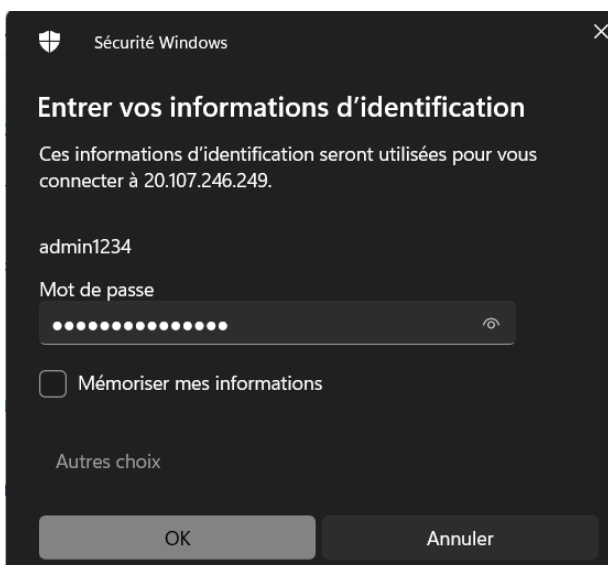 Sécurité Windows
Entrer vos informations d’identification
Ces informations d’identification seront utilisées pour vous
connecter à 20.107.246.249.
admin1234
Mot de passe
●●●●●●●●●●●●●●●
Mémoriser mes informations
Autres choix
OK
Annuler